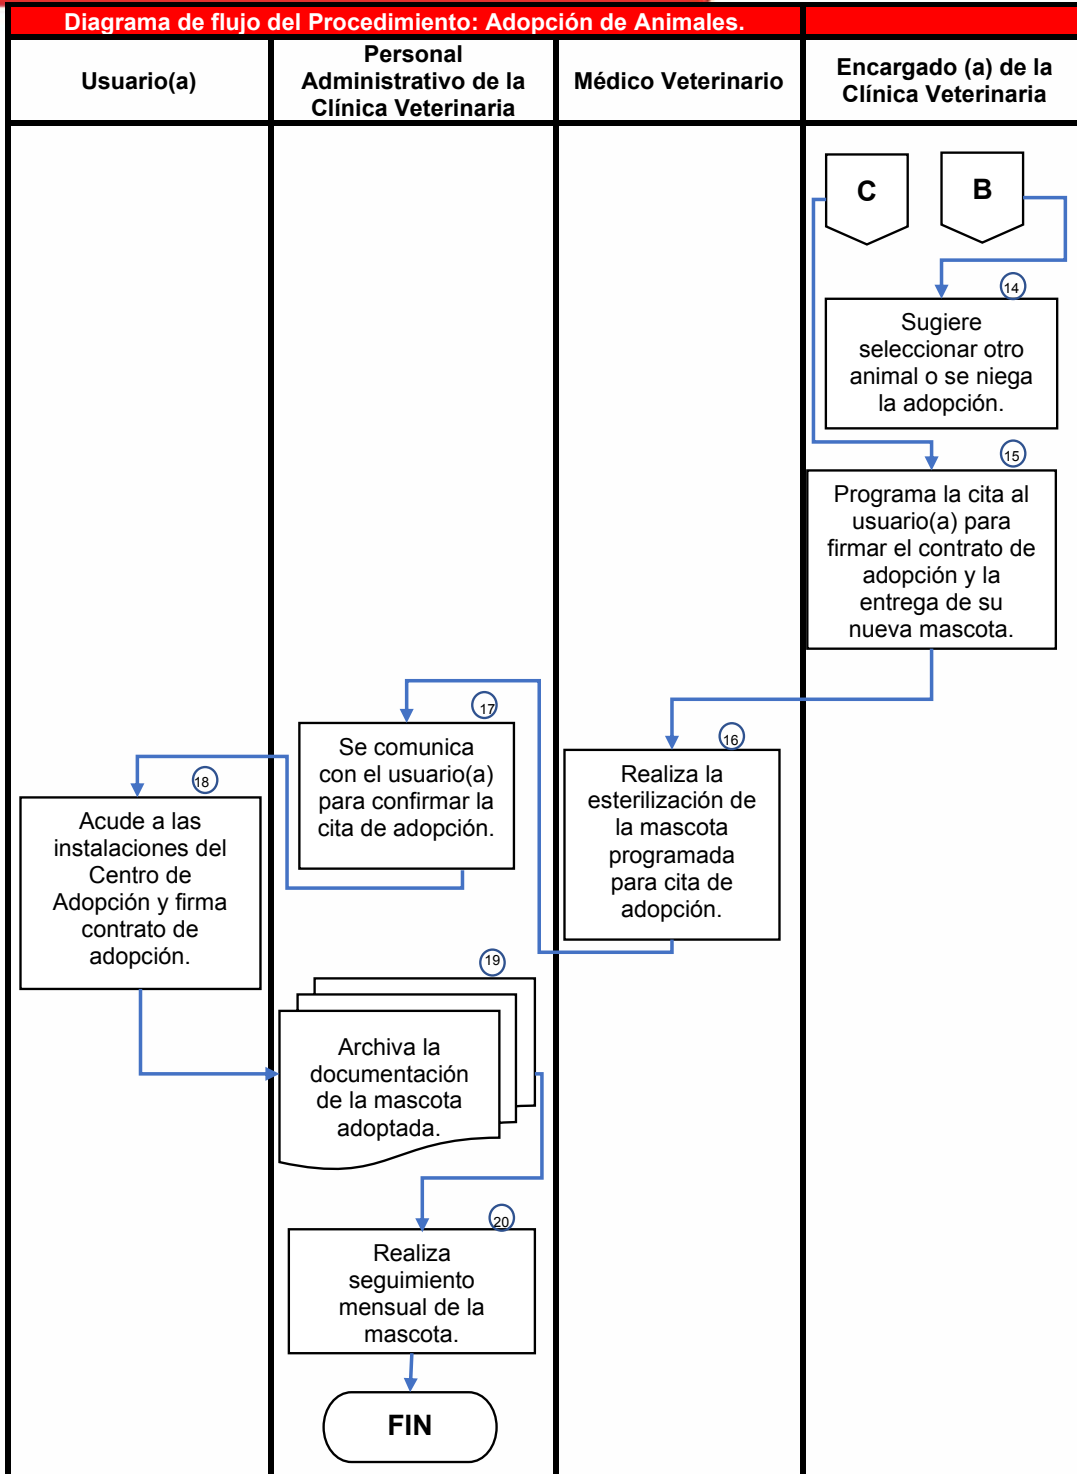 Diagrama de flujo del Procedimiento: Adopción de Animales.
Usuario(a)
Personal
Administrativo de la
Clínica Veterinaria
Médico Veterinario
Encargado (a) de la
Clínica Veterinaria
C
B
14
Sugiere
seleccionar otro
animal o se niega
la adopción.
15
Programa la cita al
usuario(a) para
firmar el contrato de
adopción y la
entrega de su
nueva mascota.
16
Realiza la
esterilización de
la mascota
programada
para cita de
adopción.
17
Se comunica
con el usuario(a)
para confirmar la
cita de adopción.
18
Acude a las
instalaciones del
Centro de
Adopción y firma
contrato de
adopción.
19
Archiva la
documentación
de la mascota
adoptada.
20
Realiza
seguimiento
mensual de la
mascota.
FIN